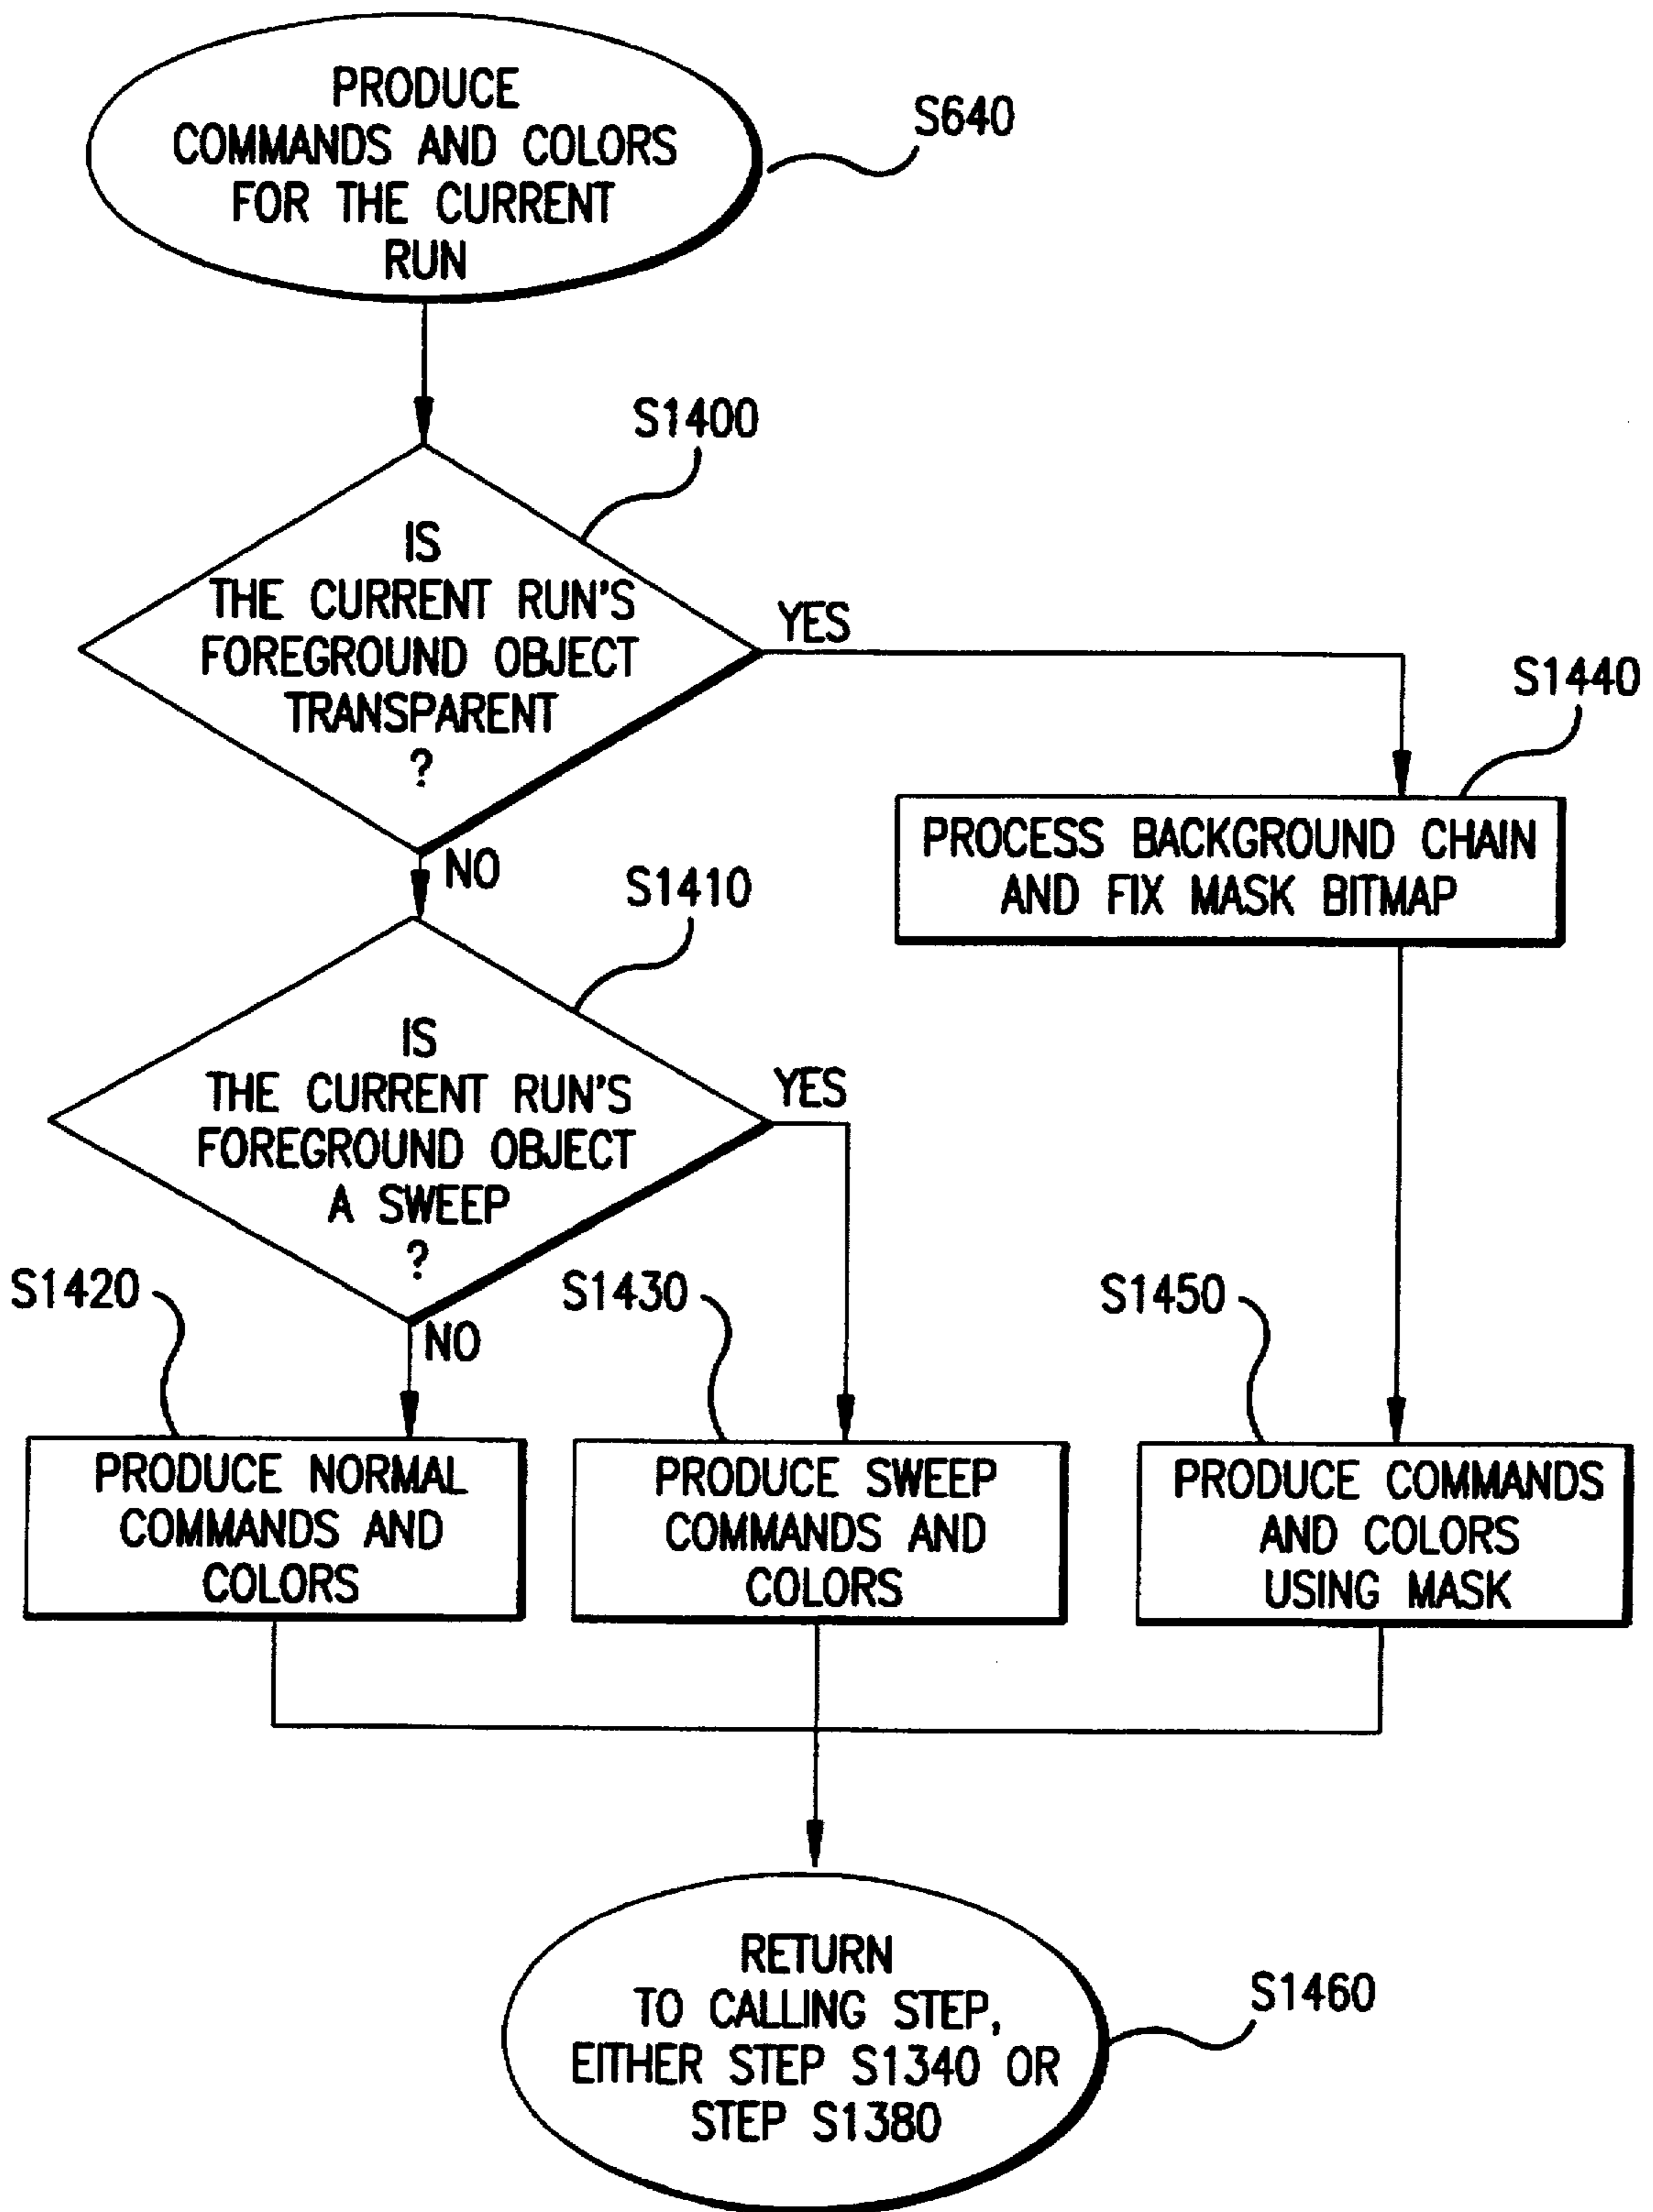 PRODUCE
COMMANDS AND COLORS
FOR THE CURRENT
RUN
S640
S1400
IS
THE CURRENT RUN'S
FOREGROUND OBJECT
TRANSPARENT
?
YES
NO
S1440
PROCESS BACKGROUND CHAIN
AND FIX MASK BITMAP
S1410
IS
THE CURRENT RUN'S
FOREGROUND OBJECT
A SWEEP
?
YES
NO
S1420
PRODUCE NORMAL
COMMANDS AND
COLORS
S1430
PRODUCE SWEEP
COMMANDS AND
COLORS
S1450
PRODUCE COMMANDS
AND COLORS
USING MASK
RETURN
TO CALLING STEP,
EITHER STEP S1340 OR
STEP S1380
S1460